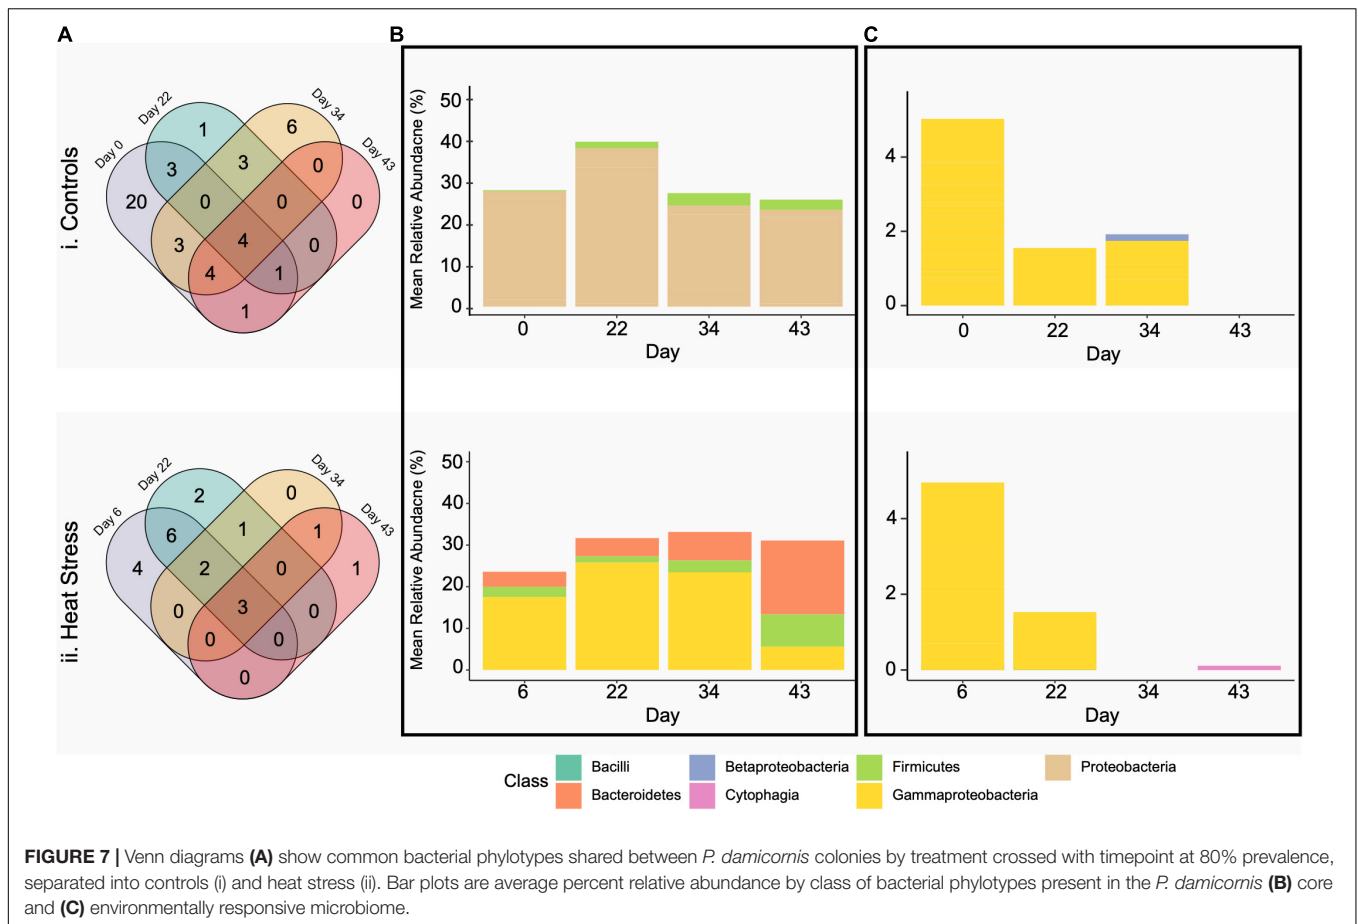 A
B
C
i. Controls
Day 0
Day 22
Day 34
Day 43
1
6
3
3
0
20
0
0
0
3
4
0
4
1
1
Mean Relative Abundacne (%)
50
40
30
20
10
0
0 22 34 43
Day
4
2
0
0 22 34 43
Day
ii. Heat Stress
Day 6
Day 22
Day 34
Day 43
2
0
6
1
1
4
2
0
1
0
3
0
0
0
0
Mean Relative Abundacne (%)
50
40
30
20
10
0
6 22 34 43
Day
4
2
0
6 22 34 43
Day
Class
Bacilli Betaproteobacteria Firmicutes Proteobacteria
Bacteroidetes Cytophagia Gammaproteobacteria
FIGURE 7 | Venn diagrams (A) show common bacterial phylotypes shared between P. damicornis colonies by treatment crossed with timepoint at 80% prevalence,
separated into controls (i) and heat stress (ii). Bar plots are average percent relative abundance by class of bacterial phylotypes present in the P. damicornis (B) core
and (C) environmentally responsive microbiome.